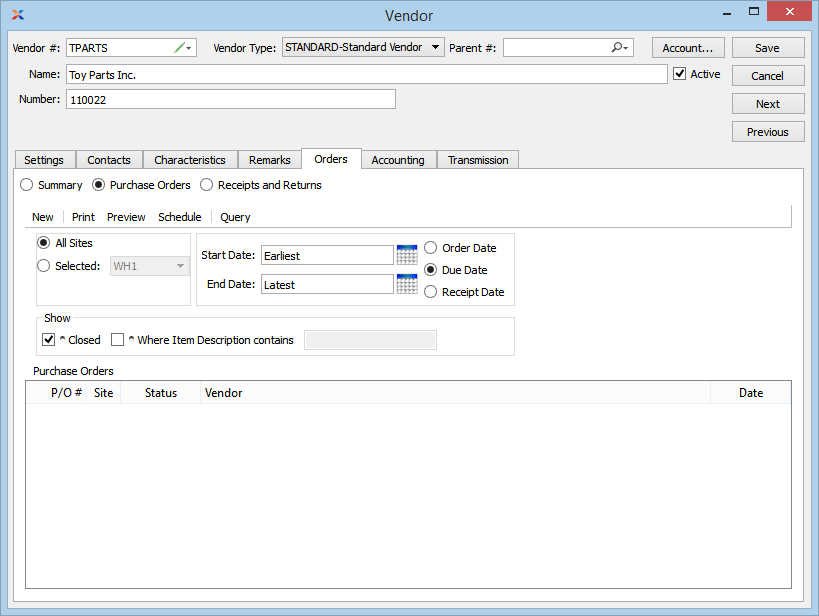 Vendor
Vendor #: TPARTS Vendor Type: STANDARD-Standard Vendor Parent #: Account... Save
Name: Toy Parts Inc. Active Cancel
Number: 110022 Next
Previous
Settings Contacts Characteristics Remarks Orders Accounting Transmission
Summary Purchase Orders Receipts and Returns
New Print Preview Schedule Query
All Sites
Selected: WH1
Start Date: Earliest
End Date: Latest
Order Date
Due Date
Receipt Date
Show
^ Closed ^ Where Item Description contains
Purchase Orders
P/O # Site Status Vendor Date